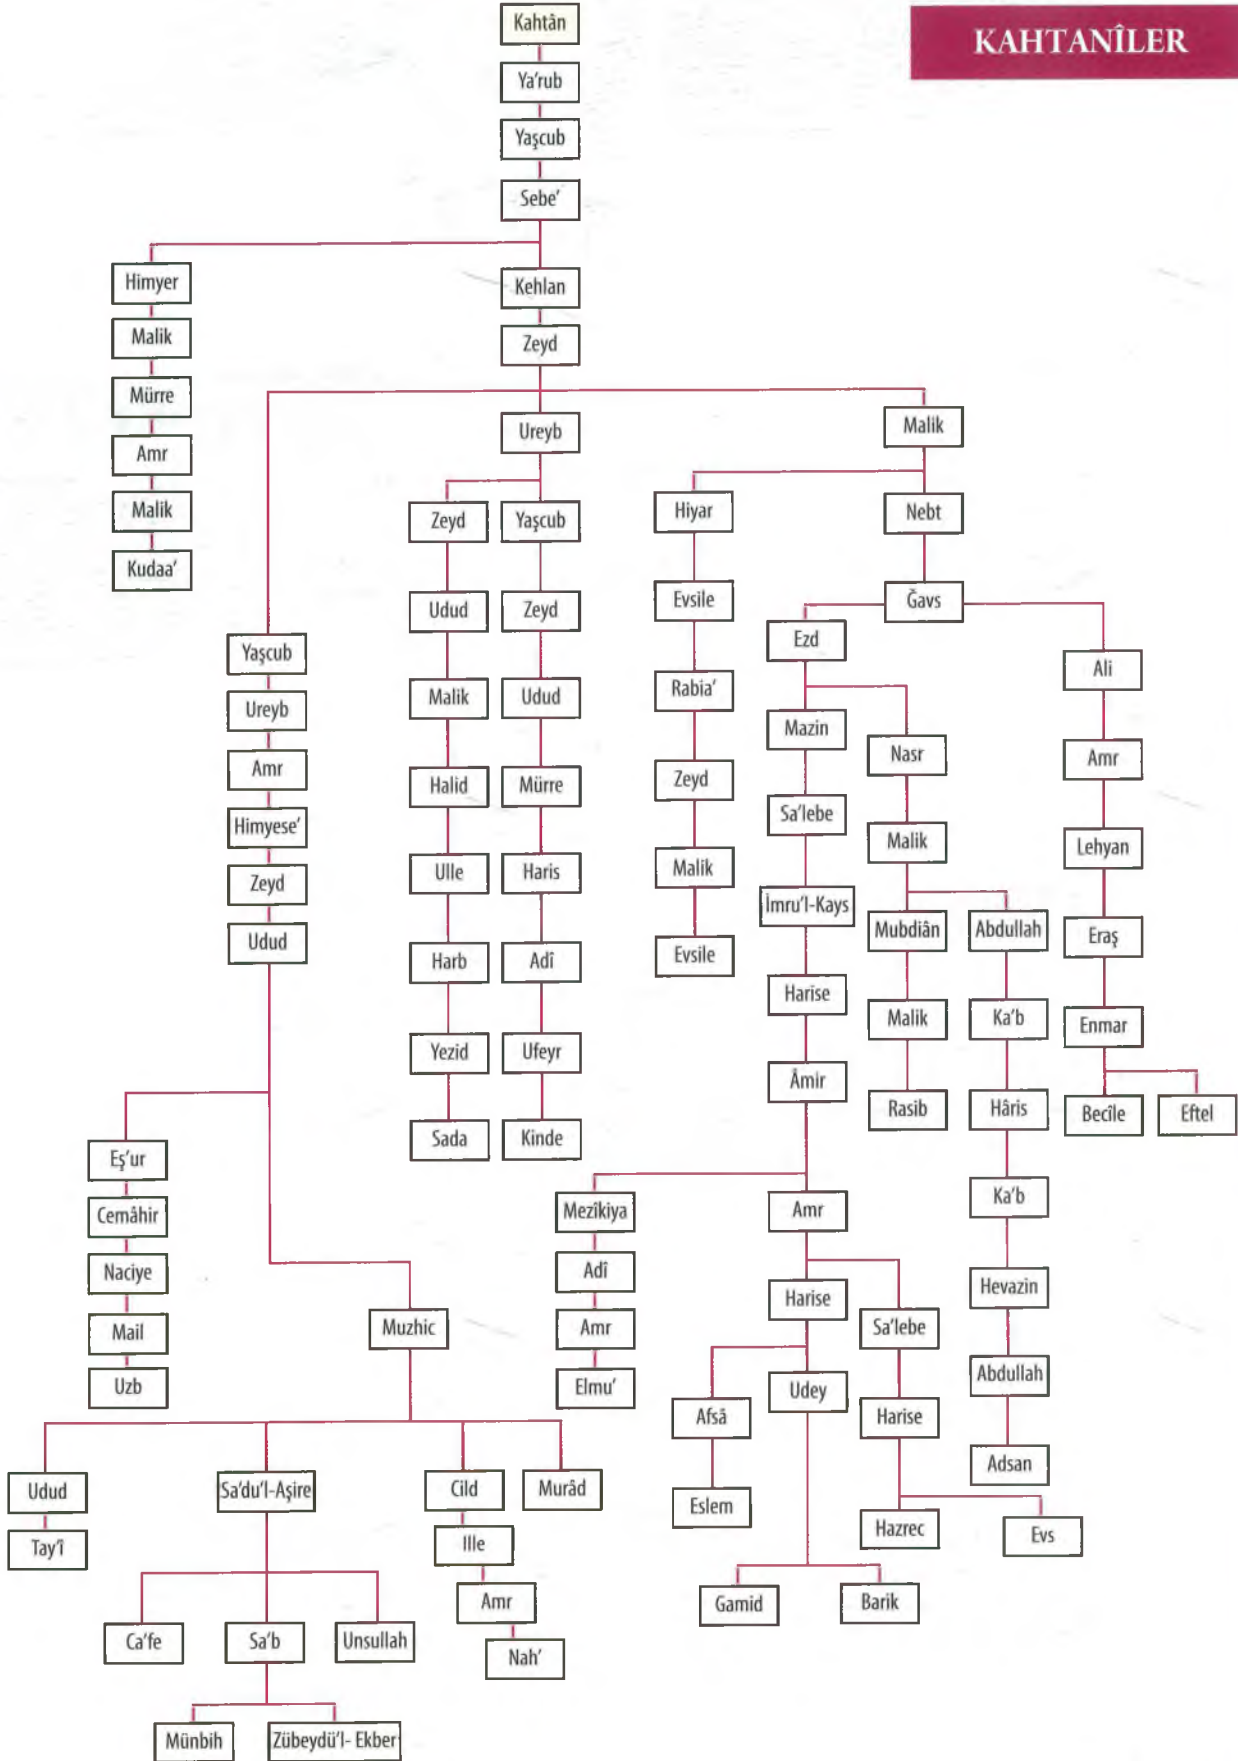 KAHTANÎLER
Kahtân
Ya'rub
Yaşcub
Sebe'
Himyer
Malik
Mürre
Amr
Malik
Kudaa'
Kehlan
Zeyd
Yaşcub
Ureyb
Amr
Himyese'
Zeyd
Udud
Eş'ur
Cemâhir
Naciye
Mail
Uzb
Muzhic
Udud
Tay'î
Sa'du'l-Aşire
Ca'fe
Sa'b
Unsullah
Münbih
Zübeydü'l- Ekber
Cild
Ille
Amr
Nah'
Murâd
Ureyb
Zeyd
Udud
Malik
Halid
Ulle
Harb
Yezid
Sada
Yaşcub
Zeyd
Udud
Mürre
Haris
Adî
Ufeyr
Kinde
Malik
Hiyar
Evsile
Rabia'
Zeyd
Malik
Evsile
Nebt
Ğavs
Ezd
Mazin
Sa'lebe
İmru'l-Kays
Harise
Âmir
Mezîkiya
Adî
Amr
Elmu'
Amr
Harise
Afsâ
Eslem
Udey
Gamid
Barik
Sa'lebe
Harise
Hazrec
Evs
Nasr
Malik
Mubdiân
Malik
Rasib
Abdullah
Ka'b
Hâris
Ka'b
Hevazin
Abdullah
Adsan
Ali
Amr
Lehyan
Eraş
Enmar
Becîle
Eftel